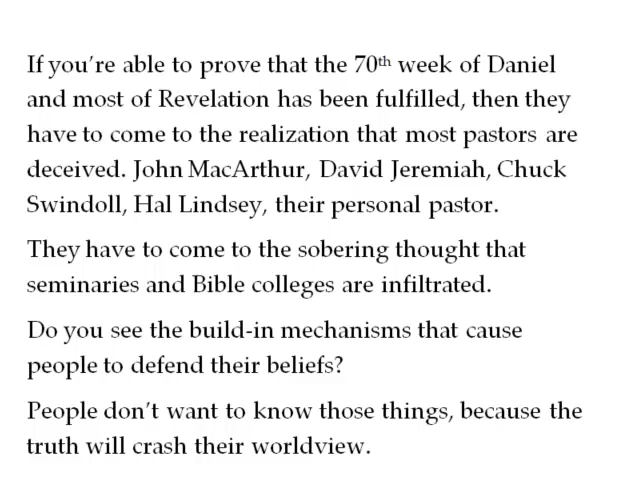 If you’re able to prove that the 70th week of Daniel
and most of Revelation has been fulfilled, then they
have to come to the realization that most pastors are
deceived. John MacArthur, David Jeremiah, Chuck
Swindoll, Hal Lindsey, their personal pastor.
They have to come to the sobering thought that
seminaries and Bible colleges are infiltrated.
Do you see the build-in mechanisms that cause
people to defend their beliefs?
People don’t want to know those things, because the
truth will crash their worldview.